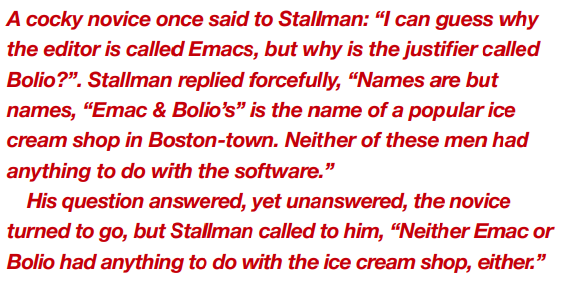 A cocky novice once said to Stallman: “I can guess why
the editor is called Emacs, but why is the justifier called
Bolio?”. Stallman replied forcefully, “Names are but
names, “Emac & Bolio’s” is the name of a popular ice
cream shop in Boston-town. Neither of these men had
anything to do with the software.”
His question answered, yet unanswered, the novice
turned to go, but Stallman called to him, “Neither Emac or
Bolio had anything to do with the ice cream shop, either.”